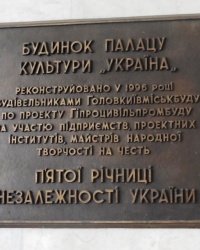 БУДИНОК ПАЛАЦУ
КУЛЬТУРИ „УКРАЇНА„
РЕКОНСТРУЙОВАНО У 1996 РОЦІ
БУДІВЕЛЬНИКАМИ ГОЛОВКИЇВМІСЬКБУДУ
ПО ПРОЕКТУ ГІПРОЦИВІЛЬПРОМБУДУ
ЗА УЧАСТЮ ПІДПРИЄМСТВ, ПРОЕКТНИХ
ІНСТИТУТІВ, МАЙСТРІВ НАРОДНОЇ
ТВОРЧОСТІ НА ЧЕСТЬ
ПЯТОЇ РІЧНИЦІ
НЕЗАЛЕЖНОСТІ УКРАЇНИ